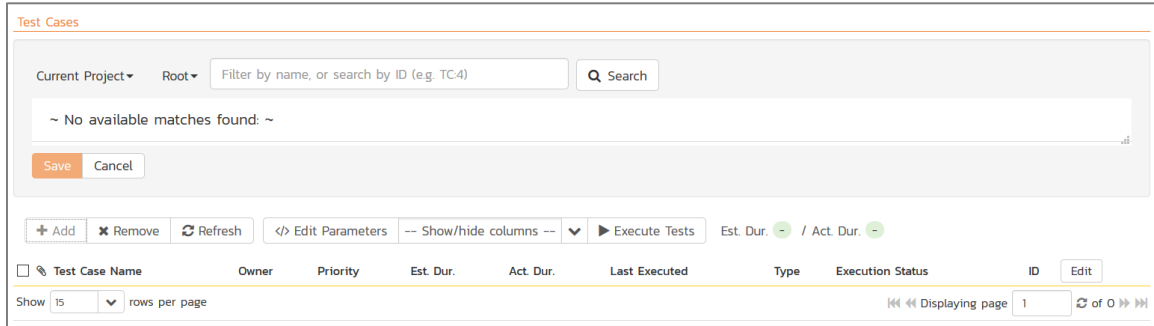 Test Cases
Current Project Root Filter by name, or search by ID (e.g. TC:4) Search
~ No available matches found: ~
Save Cancel
Add Remove Refresh </> Edit Parameters -- Show/hide columns -- Execute Tests Est. Dur. - / Act. Dur. -
Test Case Name Owner Priority Est. Dur. Act. Dur. Last Executed Type Execution Status ID Edit
Show 15 rows per page Displaying page 1 of 0